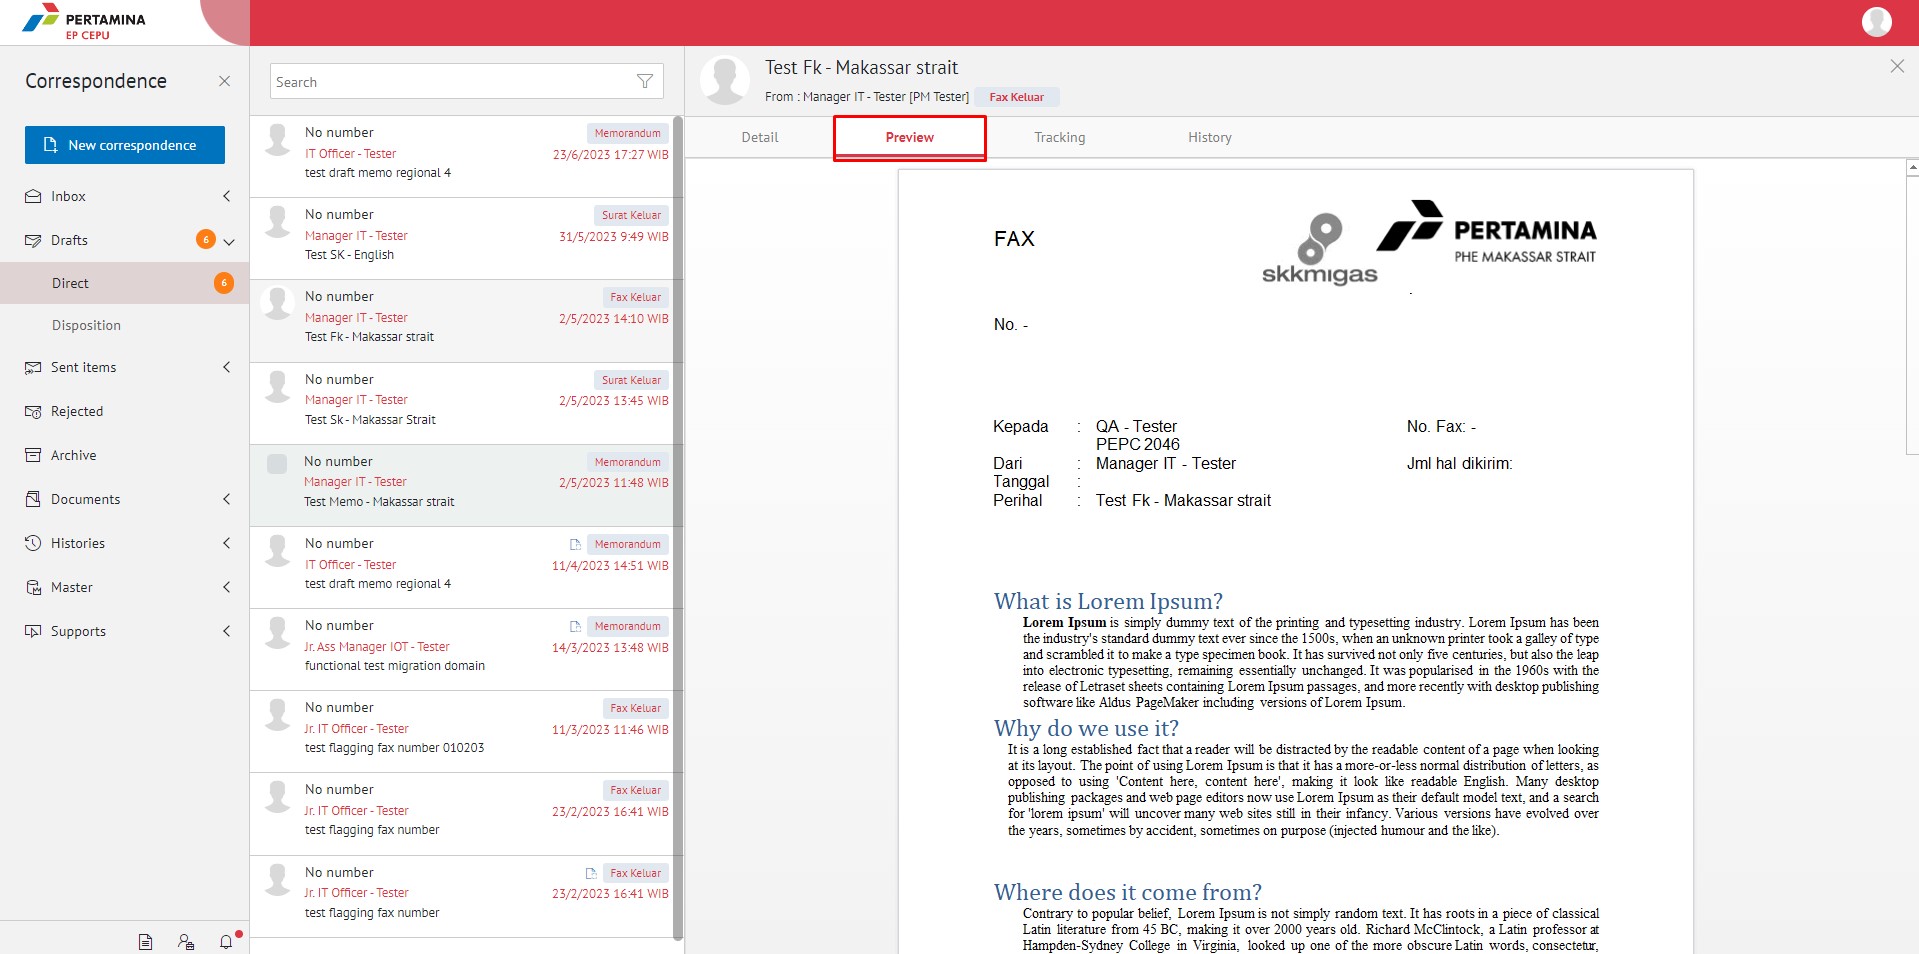 PERTAMINA
EP CEPU
Correspondence
New correspondence
Inbox
Drafts 6
Direct 6
Disposition
Sent items
Rejected
Archive
Documents
Histories
Master
Supports
Search
No number Memorandum
IT Officer - Tester 23/6/2023 17:27 WIB
test draft memo regional 4
No number Surat Keluar
Manager IT - Tester 31/5/2023 9:49 WIB
Test SK - English
No number Fax Keluar
Manager IT - Tester 2/5/2023 14:10 WIB
Test Fk - Makassar strait
No number Surat Keluar
Manager IT - Tester 2/5/2023 13:45 WIB
Test Sk - Makassar Strait
No number Memorandum
Manager IT - Tester 2/5/2023 11:48 WIB
Test Memo - Makassar strait
No number Memorandum
IT Officer - Tester 11/4/2023 14:51 WIB
test draft memo regional 4
No number Memorandum
Jr. Ass Manager IOT - Tester 14/3/2023 13:48 WIB
functional test migration domain
No number Fax Keluar
Jr. IT Officer - Tester 11/3/2023 11:46 WIB
test flagging fax number 010203
No number Fax Keluar
Jr. IT Officer - Tester 23/2/2023 16:41 WIB
test flagging fax number
No number Fax Keluar
Jr. IT Officer - Tester 23/2/2023 16:41 WIB
test flagging fax number
Test Fk - Makassar strait
From : Manager IT - Tester [PM Tester] Fax Keluar
Detail Preview Tracking History
FAX
skkmigas
PERTAMINA
PHE MAKASSAR STRAIT
.
No. -
Kepada : QA - Tester No. Fax: -
PEPC 2046
Dari : Manager IT - Tester Jml hal dikirim:
Tanggal :
Perihal : Test Fk - Makassar strait
What is Lorem Ipsum?
Lorem Ipsum is simply dummy text of the printing and typesetting industry. Lorem Ipsum has been
the industry's standard dummy text ever since the 1500s, when an unknown printer took a galley of type
and scrambled it to make a type specimen book. It has survived not only five centuries, but also the leap
into electronic typesetting, remaining essentially unchanged. It was popularised in the 1960s with the
release of Letraset sheets containing Lorem Ipsum passages, and more recently with desktop publishing
software like Aldus PageMaker including versions of Lorem Ipsum.
Why do we use it?
It is a long established fact that a reader will be distracted by the readable content of a page when looking
at its layout. The point of using Lorem Ipsum is that it has a more-or-less normal distribution of letters, as
opposed to using 'Content here, content here', making it look like readable English. Many desktop
publishing packages and web page editors now use Lorem Ipsum as their default model text, and a search
for 'lorem ipsum' will uncover many web sites still in their infancy. Various versions have evolved over
the years, sometimes by accident, sometimes on purpose (injected humour and the like).
Where does it come from?
Contrary to popular belief, Lorem Ipsum is not simply random text. It has roots in a piece of classical
Latin literature from 45 BC, making it over 2000 years old. Richard McClintock, a Latin professor at
Hampden-Sydney College in Virginia, looked up one of the more obscure Latin words, consectetur,